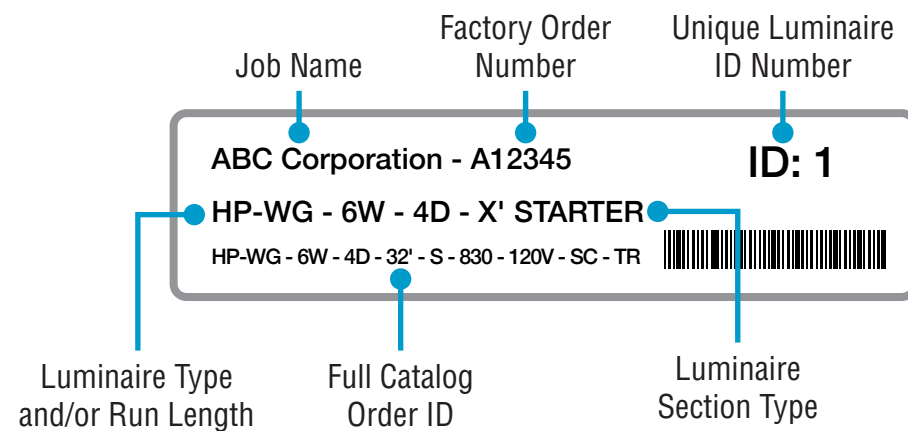 Job Name
Factory Order
Number
Unique Luminaire
ID Number
ABC Corporation - A12345
ID: 1
HP-WG - 6W - 4D - X' STARTER
HP-WG - 6W - 4D - 32' - S - 830 - 120V - SC - TR
Luminaire Type
and/or Run Length
Full Catalog
Order ID
Luminaire
Section Type